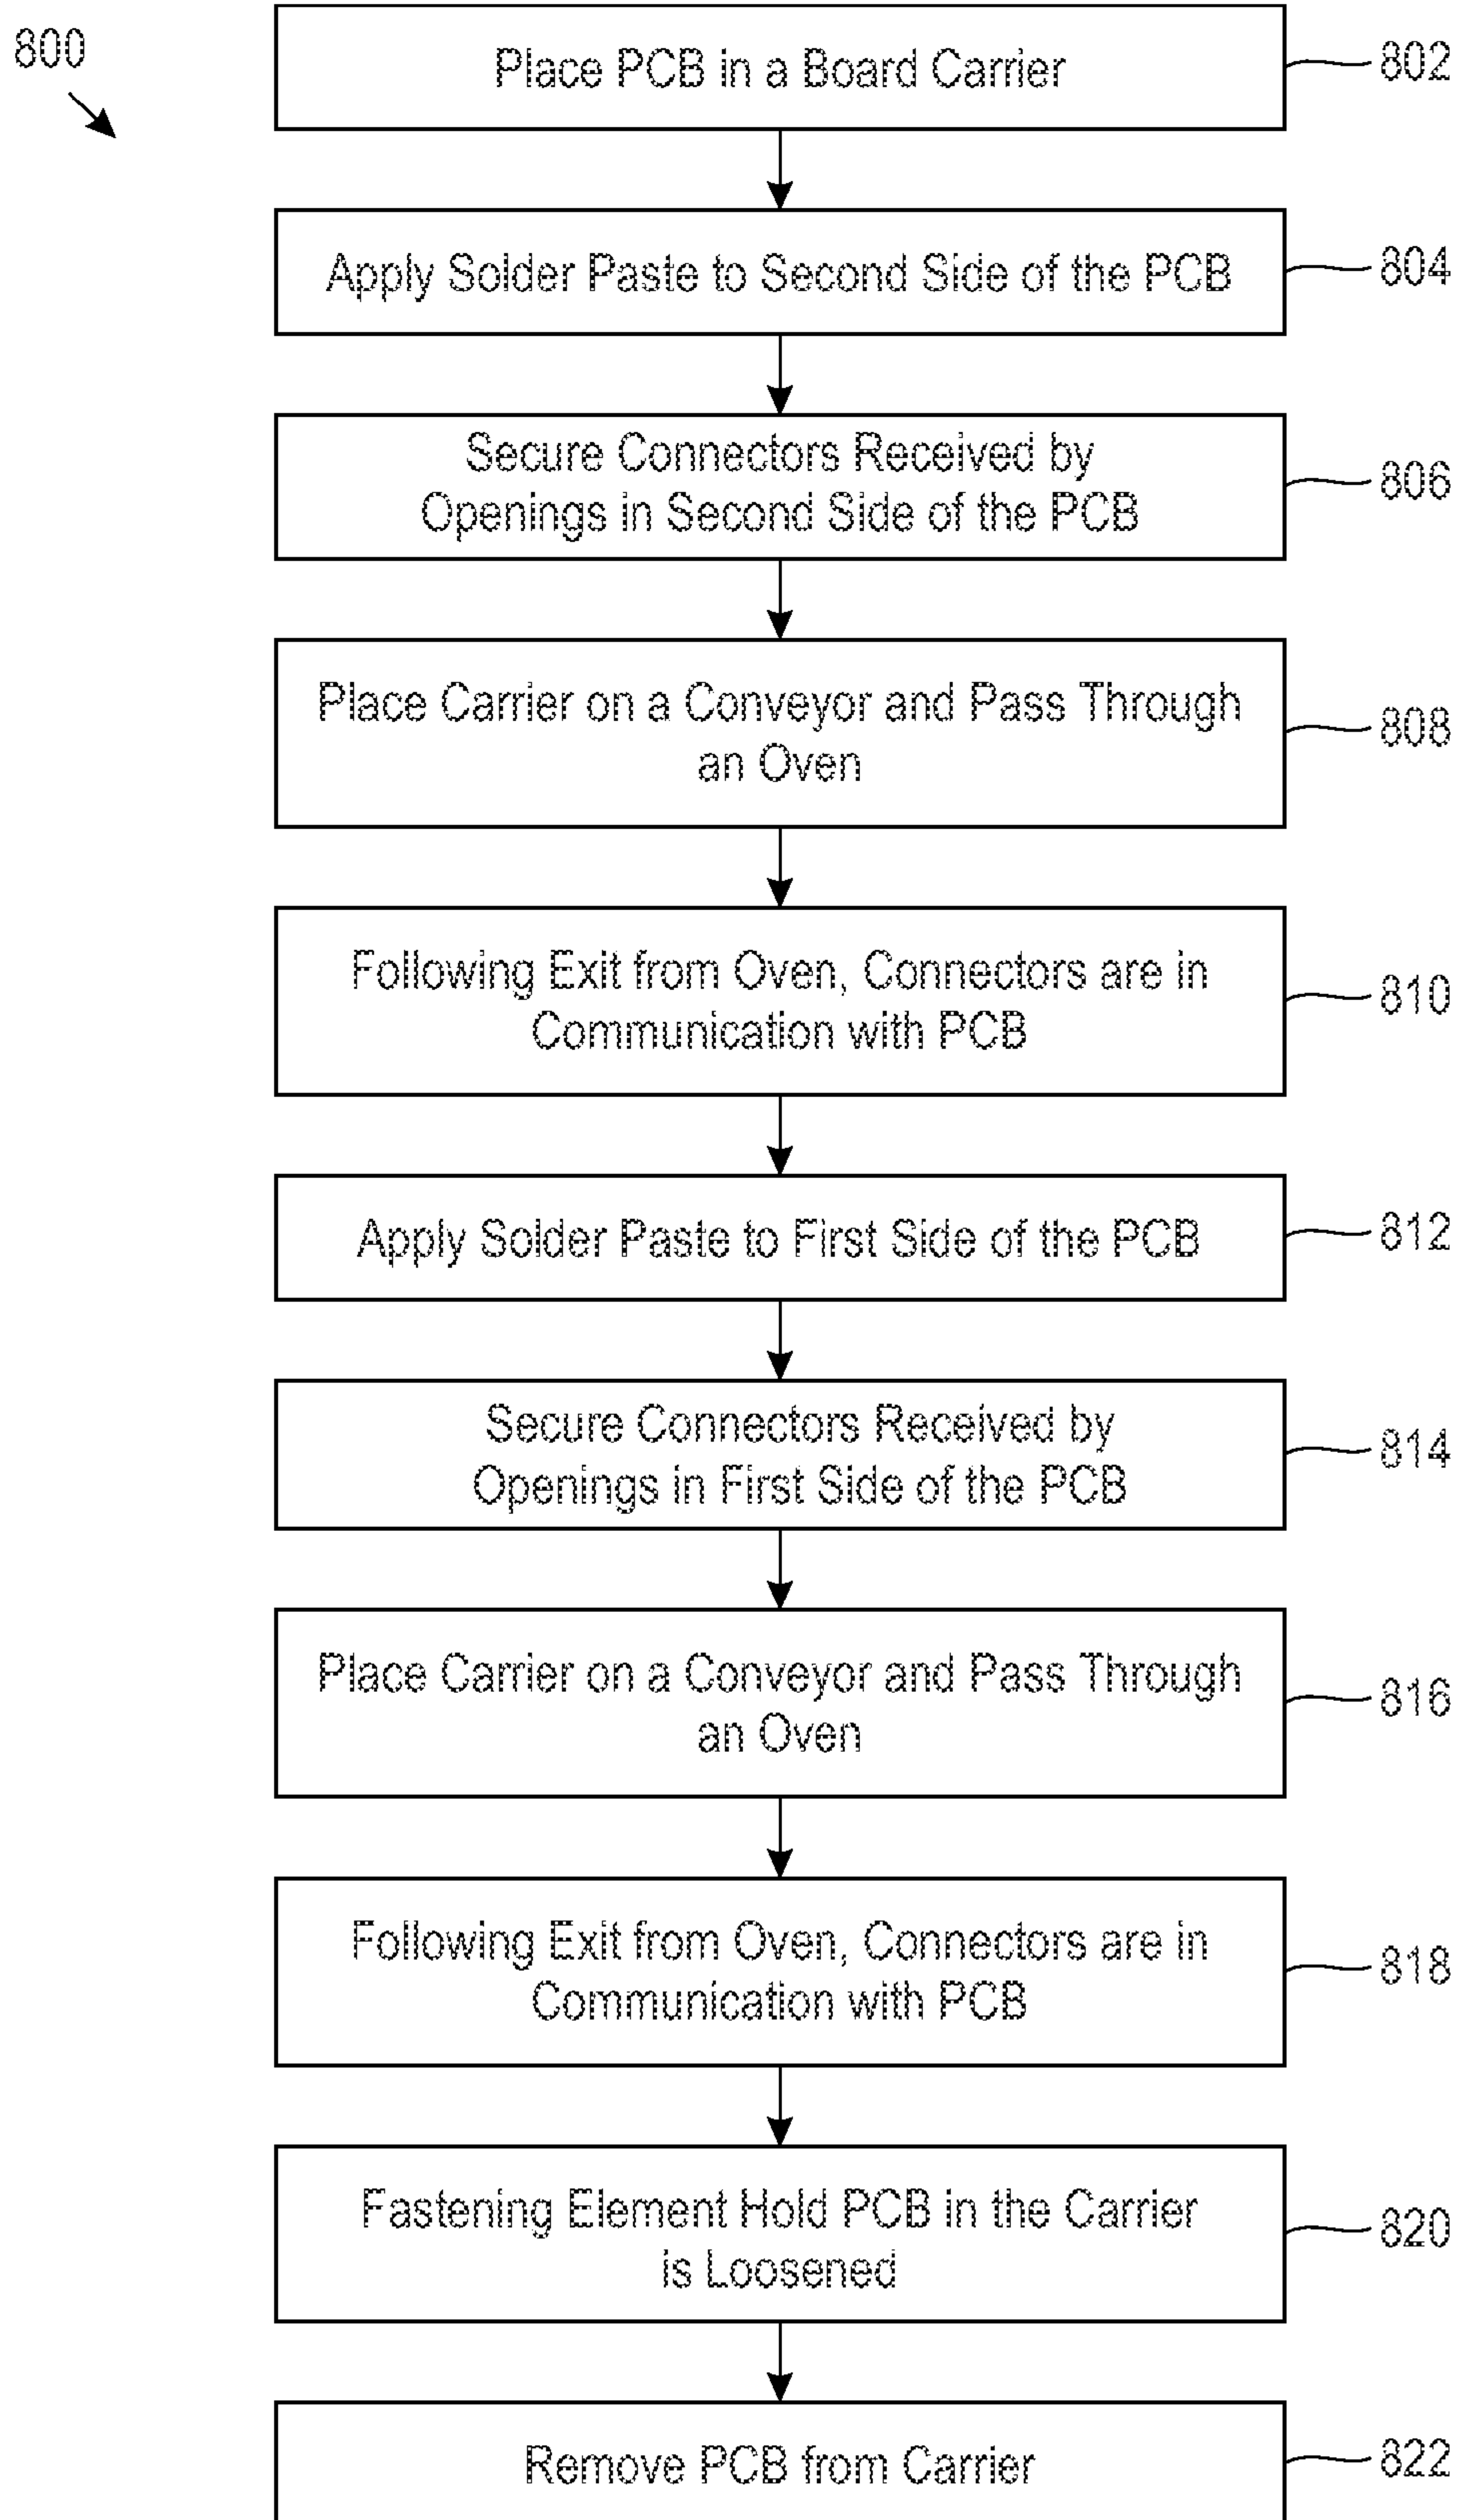 800
Place PCB in a Board Carrier
802
Apply Solder Paste to Second Side of the PCB
804
Secure Connectors Received by
Openings in Second Side of the PCB
806
Place Carrier on a Conveyor and Pass Through
an Oven
808
Following Exit from Oven, Connectors are in
Communication with PCB
810
Apply Solder Paste to First Side of the PCB
812
Secure Connectors Received by
Openings in First Side of the PCB
814
Place Carrier on a Conveyor and Pass Through
an Oven
816
Following Exit from Oven, Connectors are in
Communication with PCB
818
Fastening Element Hold PCB in the Carrier
is Loosened
820
Remove PCB from Carrier
822